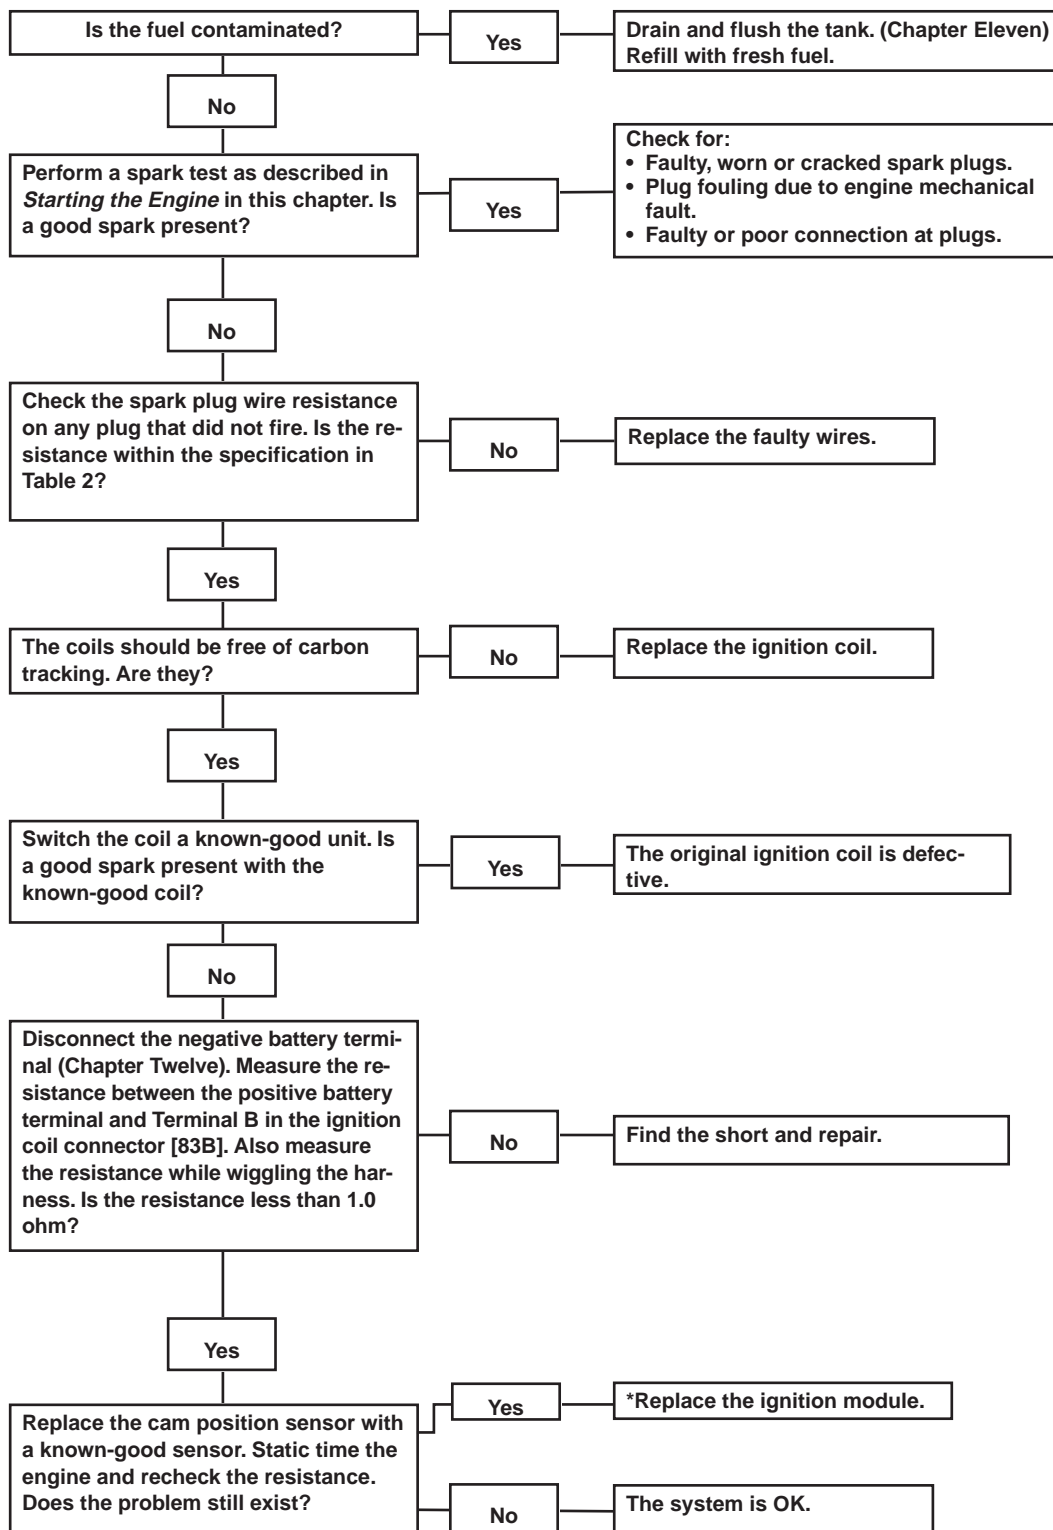 Is the fuel contaminated?
Yes
Drain and flush the tank. (Chapter Eleven)
Refill with fresh fuel.
No
Perform a spark test as described in
Starting the Engine in this chapter. Is
a good spark present?
Yes
Check for:
• Faulty, worn or cracked spark plugs.
• Plug fouling due to engine mechanical
fault.
• Faulty or poor connection at plugs.
No
Check the spark plug wire resistance
on any plug that did not fire. Is the re-
sistance within the specification in
Table 2?
No
Replace the faulty wires.
Yes
The coils should be free of carbon
tracking. Are they?
No
Replace the ignition coil.
Yes
Switch the coil a known-good unit. Is
a good spark present with the
known-good coil?
Yes
The original ignition coil is defec-
tive.
No
Disconnect the negative battery termi-
nal (Chapter Twelve). Measure the re-
sistance between the positive battery
terminal and Terminal B in the ignition
coil connector [83B]. Also measure
the resistance while wiggling the har-
ness. Is the resistance less than 1.0
ohm?
No
Find the short and repair.
Yes
Replace the cam position sensor with
a known-good sensor. Static time the
engine and recheck the resistance.
Does the problem still exist?
Yes
*Replace the ignition module.
No
The system is OK.